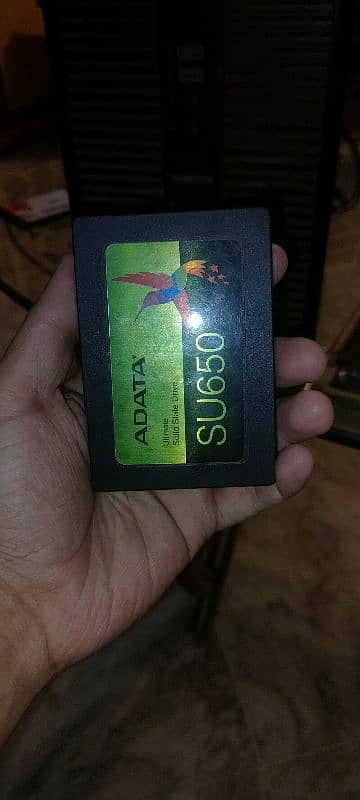 ADATA®
Ultimate
Solid State Drive
SU650